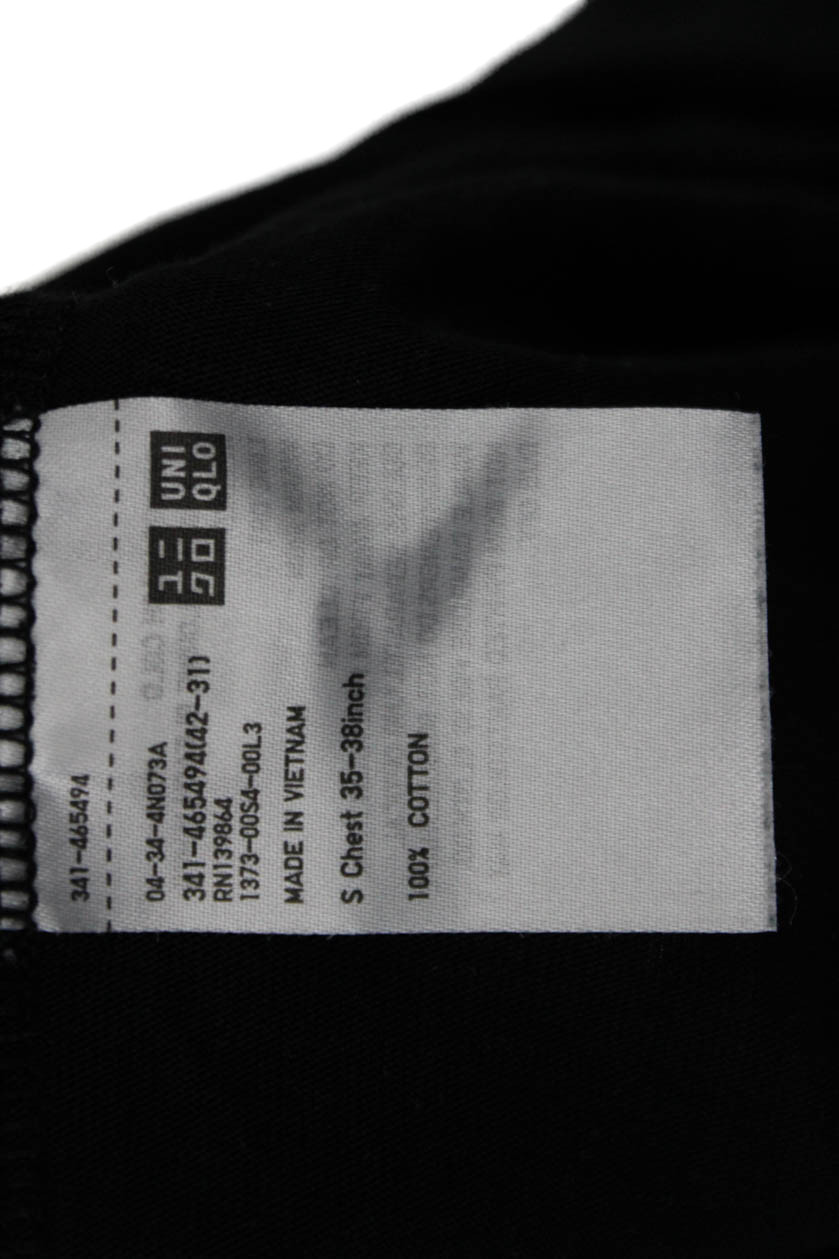 341-465494
ユニ
クロ
UNI
QLO
04-34-4N073A
341-465494(42-31)
RN139864
1373-00S4-00L3
MADE IN VIETNAM
S Chest 35-38inch
100% COTTON